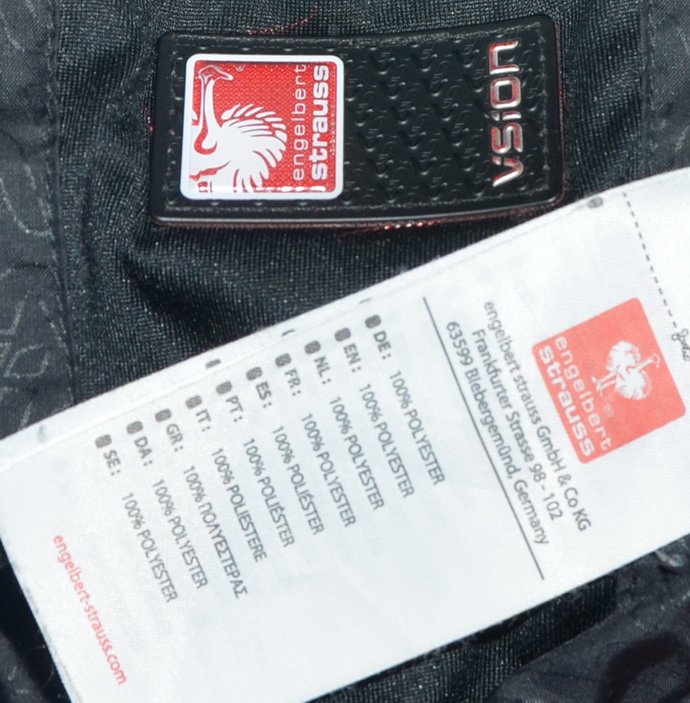 engelbert
strauss
vision
engelbert
strauss
engelbert strauss GmbH & Co KG
Frankfurter Strasse 98 - 102
63599 Biebergemünd, Germany
DE: 100% POLYESTER
EN: 100% POLYESTER
NL: 100% POLYESTER
FR: 100% POLYESTER
ES: 100% POLIÉSTER
PT: 100% POLIÉSTER
IT: 100% POLIESTERE
GR: 100% ΠΟΛΥΕΣΤΕΡΑΣ
DA: 100% POLYESTER
SE: 100% POLYESTER
engelbert-strauss.com